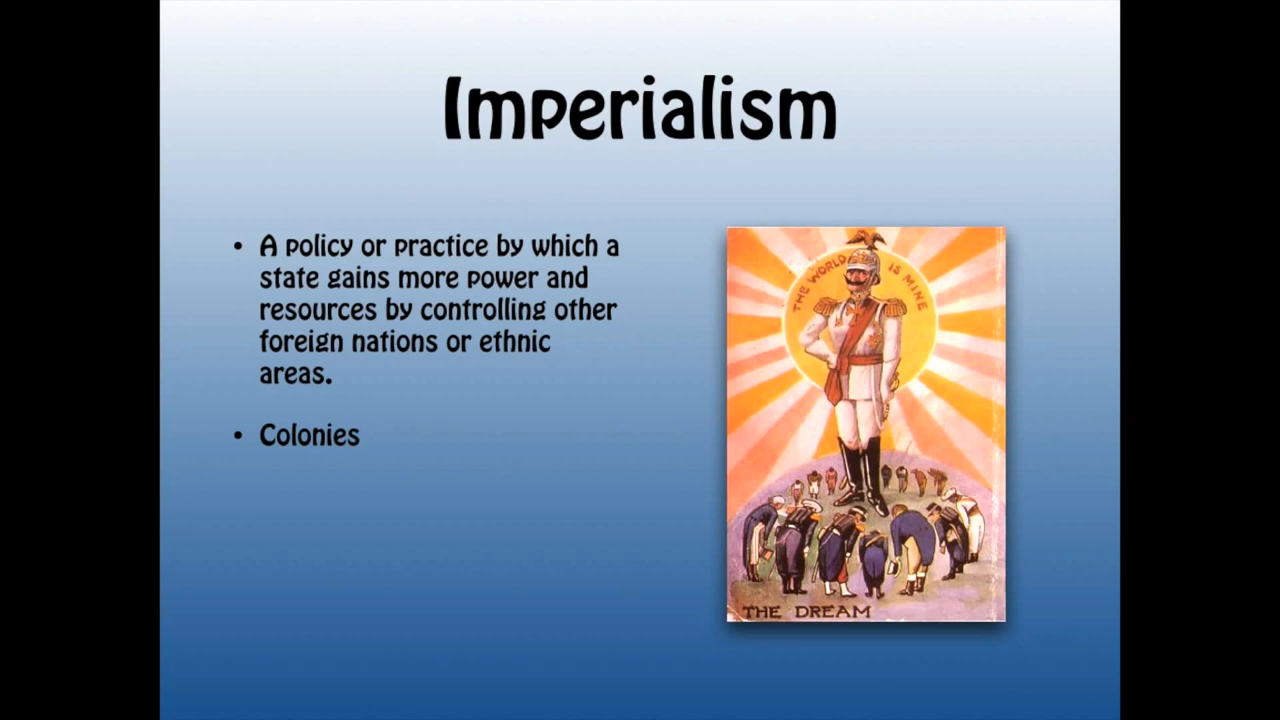 Imperialism
• A policy or practice by which a
state gains more power and
resources by controlling other
foreign nations or ethnic
areas.
• Colonies
THE WORLD IS MINE
THE DREAM